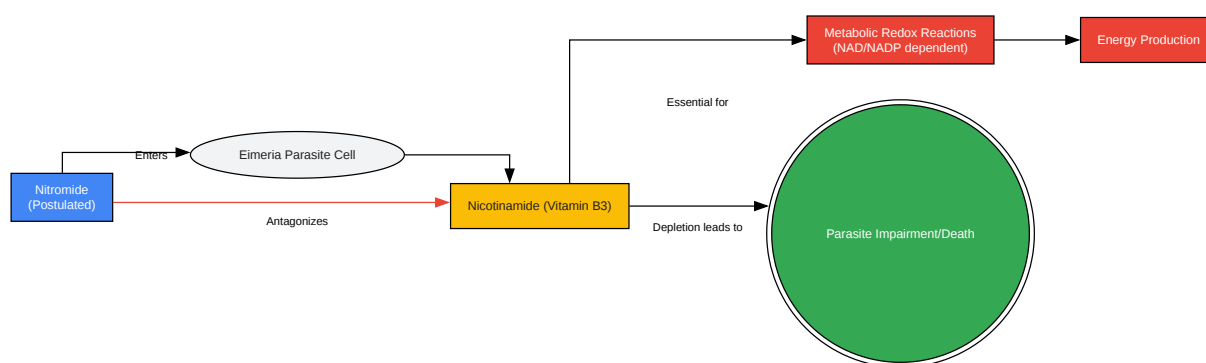 Metabolic Redox Reactions
(NAD/NADP dependent)
Energy Production
Essential for
Enters
Eimeria Parasite Cell
Nitromide
(Postulated)
Antagonizes
Nicotinamide (Vitamin B3)
Depletion leads to
Parasite Impairment/Death